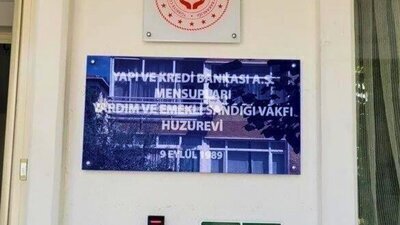 YAPI VE KREDİ BANKASI A.Ş.
MENSUPLARI
YARDIM VE EMEKLİ SANDIĞI VAKFI
HUZUREVİ
9 EYLÜL 1989